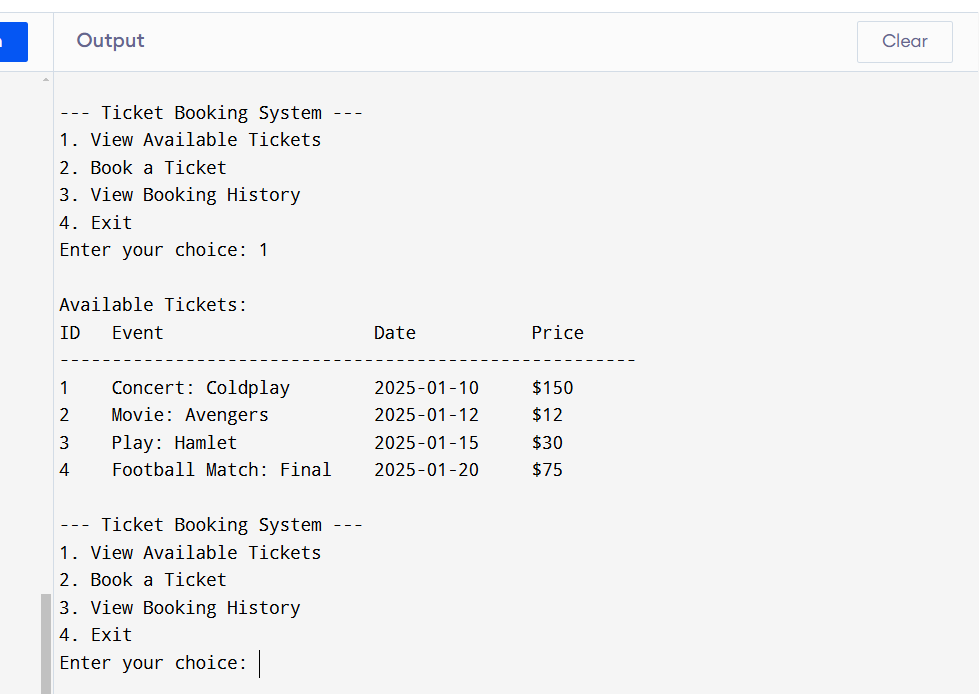 Output
Clear
--- Ticket Booking System ---
1. View Available Tickets
2. Book a Ticket
3. View Booking History
4. Exit
Enter your choice: 1
Available Tickets:
ID   Event                    Date           Price
-------------------------------------------------------
1    Concert: Coldplay        2025-01-10     $150
2    Movie: Avengers          2025-01-12     $12
3    Play: Hamlet             2025-01-15     $30
4    Football Match: Final    2025-01-20     $75
--- Ticket Booking System ---
1. View Available Tickets
2. Book a Ticket
3. View Booking History
4. Exit
Enter your choice: